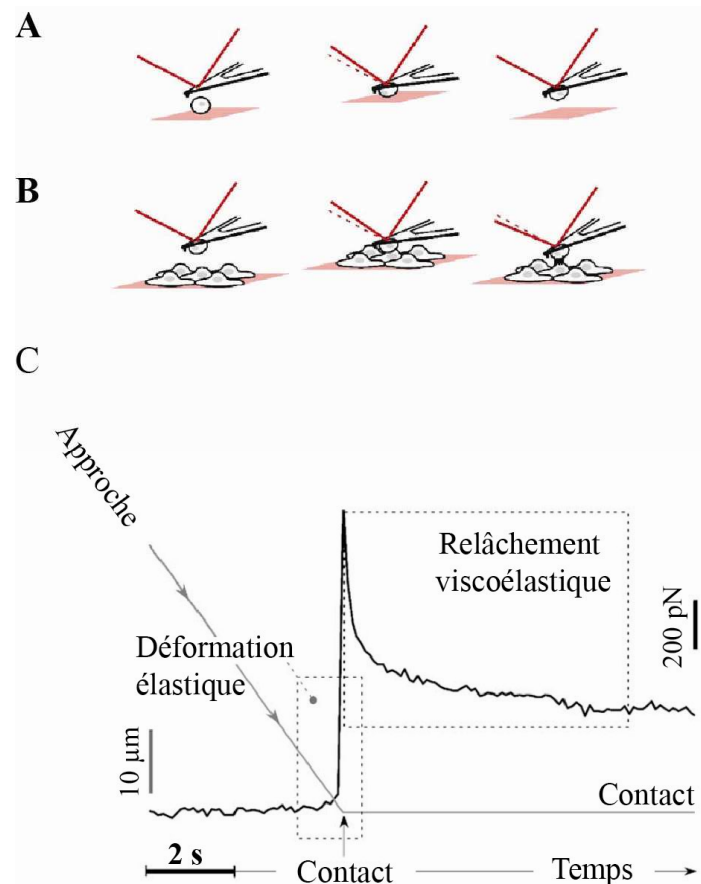 A
B
C
Approche
Relâchement
viscoélastique
200 pN
Déformation
élastique
10 μm
Contact
2 s
Contact
Temps